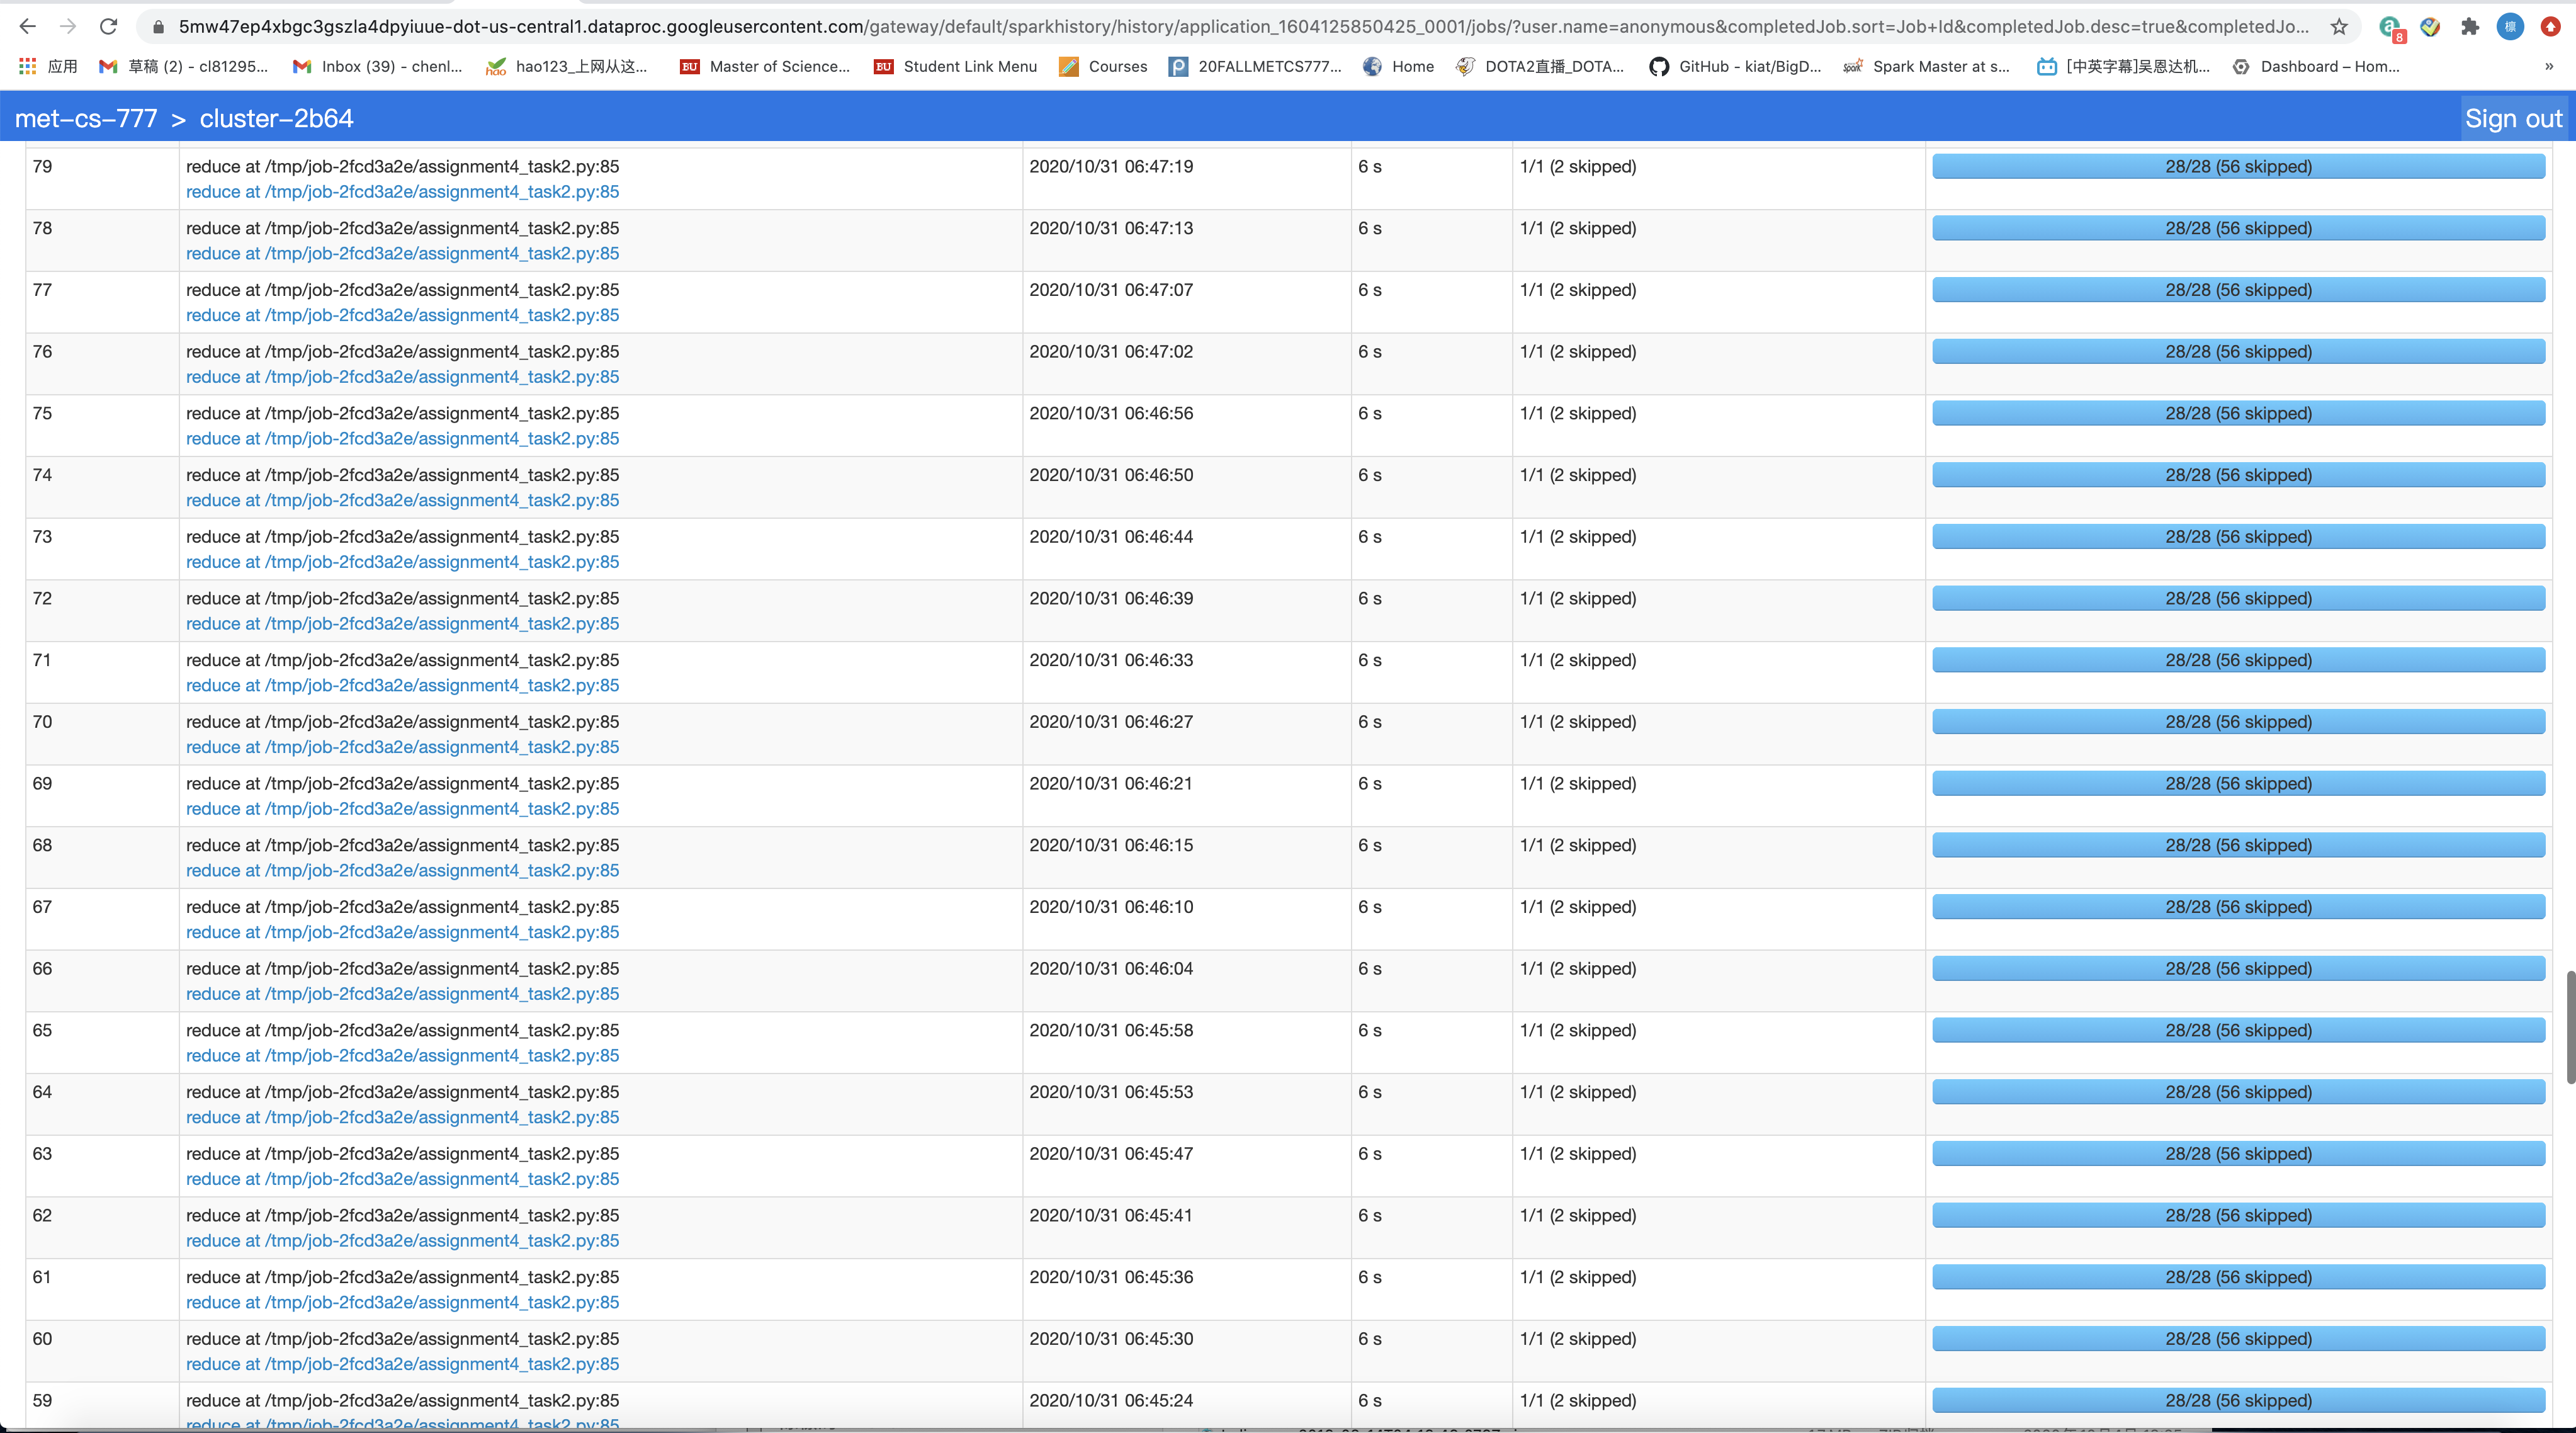 5mw47ep4xbgc3gszla4dpyiuue-dot-us-central1.dataproc.googleusercontent.com/gateway/default/sparkhistory/history/application_1604125850425_0001/jobs/?user.name=anonymous&completedJob.sort=Job+Id&completedJob.desc=true&completedJo... 8 檩
应用 草稿 (2) - cl81295... Inbox (39) - chenl... hao123_上网从这... Master of Science... Student Link Menu Courses 20FALLMETCS777... Home DOTA2直播_DOTA... GitHub - kiat/BigD... Spark Master at s... [中英字幕]吴恩达机... Dashboard – Hom... »
met-cs-777 > cluster-2b64 Sign out
79 reduce at /tmp/job-2fcd3a2e/assignment4_task2.py:85 2020/10/31 06:47:19 6 s 1/1 (2 skipped) 28/28 (56 skipped)
reduce at /tmp/job-2fcd3a2e/assignment4_task2.py:85
78 reduce at /tmp/job-2fcd3a2e/assignment4_task2.py:85 2020/10/31 06:47:13 6 s 1/1 (2 skipped) 28/28 (56 skipped)
reduce at /tmp/job-2fcd3a2e/assignment4_task2.py:85
77 reduce at /tmp/job-2fcd3a2e/assignment4_task2.py:85 2020/10/31 06:47:07 6 s 1/1 (2 skipped) 28/28 (56 skipped)
reduce at /tmp/job-2fcd3a2e/assignment4_task2.py:85
76 reduce at /tmp/job-2fcd3a2e/assignment4_task2.py:85 2020/10/31 06:47:02 6 s 1/1 (2 skipped) 28/28 (56 skipped)
reduce at /tmp/job-2fcd3a2e/assignment4_task2.py:85
75 reduce at /tmp/job-2fcd3a2e/assignment4_task2.py:85 2020/10/31 06:46:56 6 s 1/1 (2 skipped) 28/28 (56 skipped)
reduce at /tmp/job-2fcd3a2e/assignment4_task2.py:85
74 reduce at /tmp/job-2fcd3a2e/assignment4_task2.py:85 2020/10/31 06:46:50 6 s 1/1 (2 skipped) 28/28 (56 skipped)
reduce at /tmp/job-2fcd3a2e/assignment4_task2.py:85
73 reduce at /tmp/job-2fcd3a2e/assignment4_task2.py:85 2020/10/31 06:46:44 6 s 1/1 (2 skipped) 28/28 (56 skipped)
reduce at /tmp/job-2fcd3a2e/assignment4_task2.py:85
72 reduce at /tmp/job-2fcd3a2e/assignment4_task2.py:85 2020/10/31 06:46:39 6 s 1/1 (2 skipped) 28/28 (56 skipped)
reduce at /tmp/job-2fcd3a2e/assignment4_task2.py:85
71 reduce at /tmp/job-2fcd3a2e/assignment4_task2.py:85 2020/10/31 06:46:33 6 s 1/1 (2 skipped) 28/28 (56 skipped)
reduce at /tmp/job-2fcd3a2e/assignment4_task2.py:85
70 reduce at /tmp/job-2fcd3a2e/assignment4_task2.py:85 2020/10/31 06:46:27 6 s 1/1 (2 skipped) 28/28 (56 skipped)
reduce at /tmp/job-2fcd3a2e/assignment4_task2.py:85
69 reduce at /tmp/job-2fcd3a2e/assignment4_task2.py:85 2020/10/31 06:46:21 6 s 1/1 (2 skipped) 28/28 (56 skipped)
reduce at /tmp/job-2fcd3a2e/assignment4_task2.py:85
68 reduce at /tmp/job-2fcd3a2e/assignment4_task2.py:85 2020/10/31 06:46:15 6 s 1/1 (2 skipped) 28/28 (56 skipped)
reduce at /tmp/job-2fcd3a2e/assignment4_task2.py:85
67 reduce at /tmp/job-2fcd3a2e/assignment4_task2.py:85 2020/10/31 06:46:10 6 s 1/1 (2 skipped) 28/28 (56 skipped)
reduce at /tmp/job-2fcd3a2e/assignment4_task2.py:85
66 reduce at /tmp/job-2fcd3a2e/assignment4_task2.py:85 2020/10/31 06:46:04 6 s 1/1 (2 skipped) 28/28 (56 skipped)
reduce at /tmp/job-2fcd3a2e/assignment4_task2.py:85
65 reduce at /tmp/job-2fcd3a2e/assignment4_task2.py:85 2020/10/31 06:45:58 6 s 1/1 (2 skipped) 28/28 (56 skipped)
reduce at /tmp/job-2fcd3a2e/assignment4_task2.py:85
64 reduce at /tmp/job-2fcd3a2e/assignment4_task2.py:85 2020/10/31 06:45:53 6 s 1/1 (2 skipped) 28/28 (56 skipped)
reduce at /tmp/job-2fcd3a2e/assignment4_task2.py:85
63 reduce at /tmp/job-2fcd3a2e/assignment4_task2.py:85 2020/10/31 06:45:47 6 s 1/1 (2 skipped) 28/28 (56 skipped)
reduce at /tmp/job-2fcd3a2e/assignment4_task2.py:85
62 reduce at /tmp/job-2fcd3a2e/assignment4_task2.py:85 2020/10/31 06:45:41 6 s 1/1 (2 skipped) 28/28 (56 skipped)
reduce at /tmp/job-2fcd3a2e/assignment4_task2.py:85
61 reduce at /tmp/job-2fcd3a2e/assignment4_task2.py:85 2020/10/31 06:45:36 6 s 1/1 (2 skipped) 28/28 (56 skipped)
reduce at /tmp/job-2fcd3a2e/assignment4_task2.py:85
60 reduce at /tmp/job-2fcd3a2e/assignment4_task2.py:85 2020/10/31 06:45:30 6 s 1/1 (2 skipped) 28/28 (56 skipped)
reduce at /tmp/job-2fcd3a2e/assignment4_task2.py:85
59 reduce at /tmp/job-2fcd3a2e/assignment4_task2.py:85 2020/10/31 06:45:24 6 s 1/1 (2 skipped) 28/28 (56 skipped)
reduce at /tmp/job-2fcd3a2e/assignment4_task2.py:85